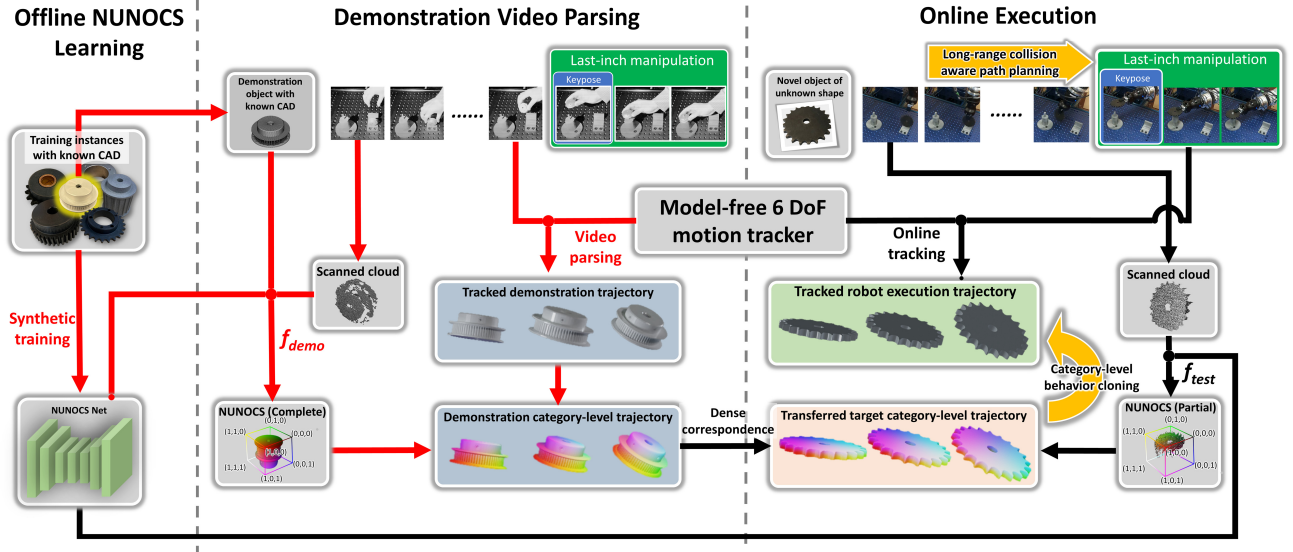 Offline NUNOCS
Learning
Training instances
with known CAD
Synthetic
training
NUNOCS Net
Demonstration Video Parsing
Demonstration
object with
known CAD
......
Last-inch manipulation
Keypose
Scanned cloud
f_demo
NUNOCS (Complete)
(0,1,0)
(1,1,0)
(0,0,0)
(1,0,0)
(1,1,1)
(0,0,1)
(1,0,1)
Video
parsing
Tracked demonstration trajectory
Demonstration category-level trajectory
Model-free 6 DoF
motion tracker
Dense
correspondence
Online Execution
Novel object of
unknown shape
Long-range collision
aware path planning
......
Last-inch manipulation
Keypose
Online
tracking
Tracked robot execution trajectory
Category-level
behavior cloning
Transferred target category-level trajectory
Scanned cloud
f_test
NUNOCS (Partial)
(0,1,0)
(1,1,0)
(0,0,0)
(1,0,0)
(1,1,1)
(0,0,1)
(1,0,1)